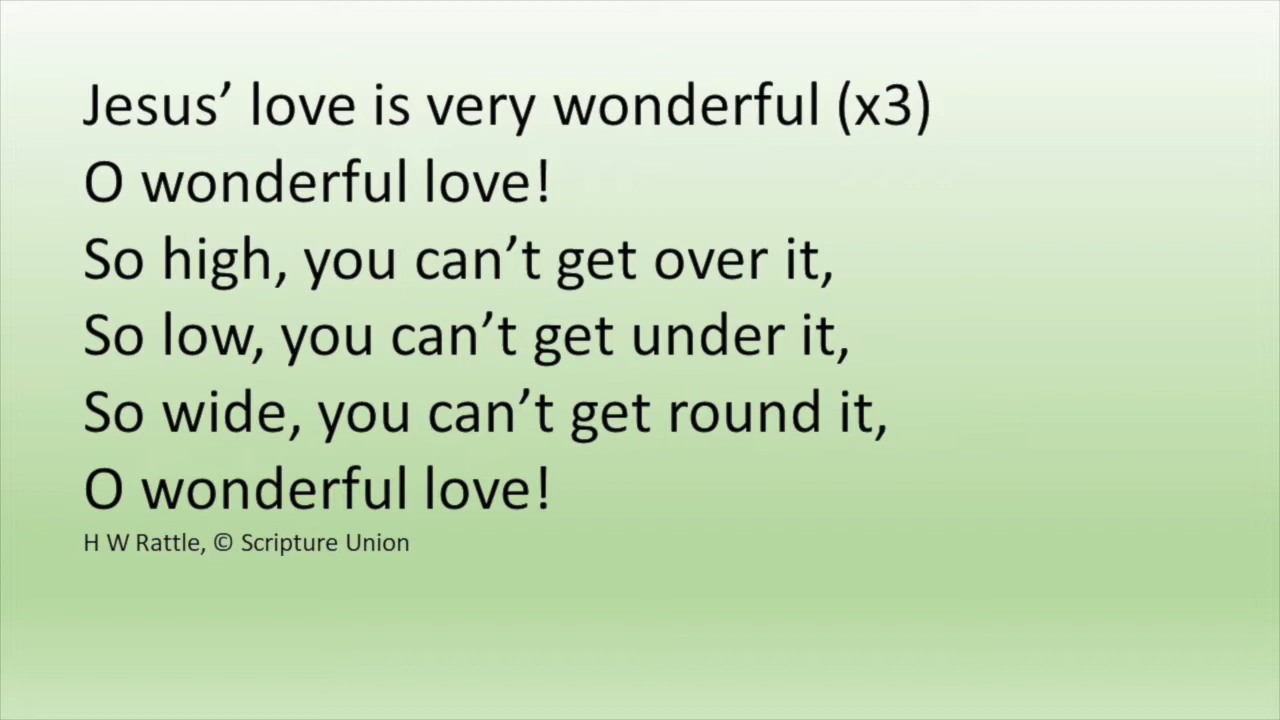 Jesus’ love is very wonderful (x3)
O wonderful love!
So high, you can’t get over it,
So low, you can’t get under it,
So wide, you can’t get round it,
O wonderful love!
H W Rattle, © Scripture Union